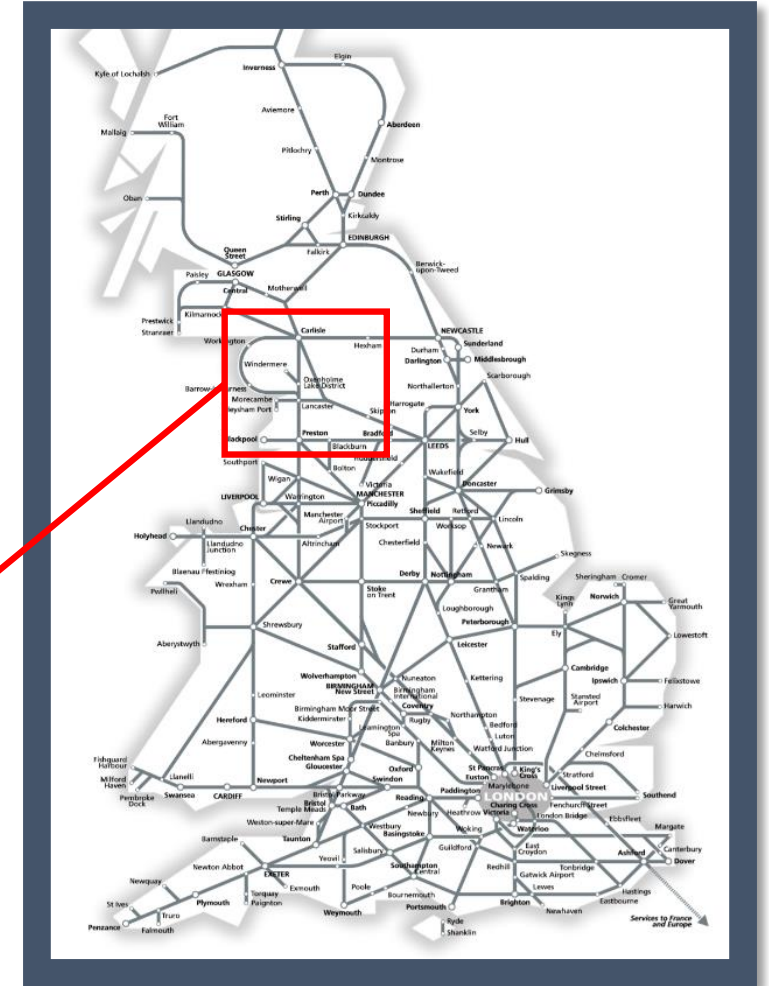 Elgin
Kyle of Lochalsh
Inverness
Aviemore
Fort
William
Aberdeen
Mallaig
Pitlochry
Montrose
Perth
Dundee
Oban
Stirling
Kirkcaldy
EDINBURGH
Queen
Street
Falkirk
Berwick-
upon-Tweed
Paisley
GLASGOW
Central
Motherwell
Prestwick
Kilmarnock
Stranraer
Carlisle
NEWCASTLE
Sunderland
Workington
Hexham
Durham
Darlington
Middlesbrough
Windermere
Oxenholme
Lake District
Scarborough
Northallerton
Morecambe
Lancaster
Harrogate
York
Skipton
Preston
Bradford
Selby
Hull
Blackburn
LEEDS
Southport
Bolton
Wakefield
Wigan
Victoria
Doncaster
MANCHESTER
Piccadilly
Grimsby
LIVERPOOL
Warrington
Manchester
Airport
Sheffield
Retford
Lincoln
Llandudno
Stockport
Worksop
Holyhead
Chester
Llandudno
Junction
Altrincham
Chesterfield
Newark
Skegness
Blaenau Ffestiniog
Wrexham
Crewe
Derby
Nottingham
Spalding
Sheringham
Cromer
Pwllheli
Stoke
on Trent
Grantham
Kings
Lynn
Norwich
Great
Yarmouth
Loughborough
Peterborough
Aberystwyth
Shrewsbury
Stafford
Leicester
Ely
Lowestoft
Wolverhampton
BIRMINGHAM
New Street
Nuneaton
Birmingham
International
Kettering
Cambridge
Ipswich
Felixstowe
Leominster
Birmingham Moor Street
Coventry
Stevenage
Stansted
Airport
Harwich
Kidderminster
Rugby
Northampton
Hereford
Leamington
Spa
Bedford
Colchester
Abergavenny
Worcester
Banbury
Milton
Keynes
Luton
Watford Junction
Chelmsford
Cheltenham Spa
Gloucester
Oxford
St Pancras
King's
Cross
Fishguard
Harbour
Euston
Stratford
Milford
Haven
Llanelli
Newport
Swindon
Paddington
Marylebone
Liverpool Street
Pembroke
Dock
Swansea
CARDIFF
Bristol Parkway
Bristol
Temple Meads
Bath
Reading
LONDON
Fenchurch Street
Southend
Charing Cross
Newbury
Heathrow
Victoria
London Bridge
Ebbsfleet
Weston-super-Mare
Westbury
Basingstoke
Woking
Waterloo
Margate
Barnstaple
Taunton
Salisbury
Guildford
East
Croydon
Canterbury
Ashford
Dover
Newton Abbot
Yeovil
Southampton
Central
Redhill
Tonbridge
Gatwick Airport
EXETER
Newquay
Exmouth
Poole
Lewes
Hastings
St Ives
Plymouth
Torquay
Paignton
Bournemouth
Eastbourne
Truro
Weymouth
Portsmouth
Brighton
Newhaven
Penzance
Falmouth
Ryde
Shanklin
Services to France
and Europe